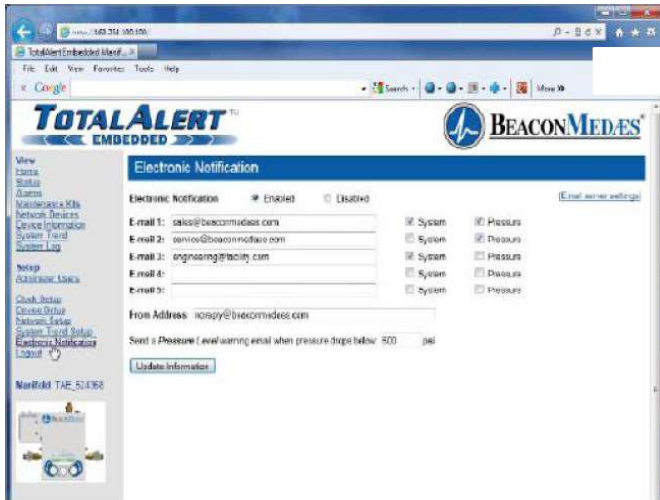 TotalAlert Embedded Manif...
File Edit View Favorites Tools Help
x Google Search More »
TOTALALERT™
EMBEDDED
BEACONMEDÆS®
View
Home
Status
Alarms
Maintenance Kits
Network Devices
Device Information
System Trend
System Log
Setup
Authorized Users
Clock Setup
Device Setup
Network Setup
System Trend Setup
Electronic Notification
Logout
Manifold TAE_524368
Electronic Notification
Electronic Notification Enabled Disabled [Email server settings]
E-mail 1: sales@beaconmedaes.com System Pressure
E-mail 2: service@beaconmedaes.com System Pressure
E-mail 3: engineering@facility.com System Pressure
E-mail 4: System Pressure
E-mail 5: System Pressure
From Address: noreply@beaconmedaes.com
Send a Pressure Level warning email when pressure drops below: 500 psi
Update Information